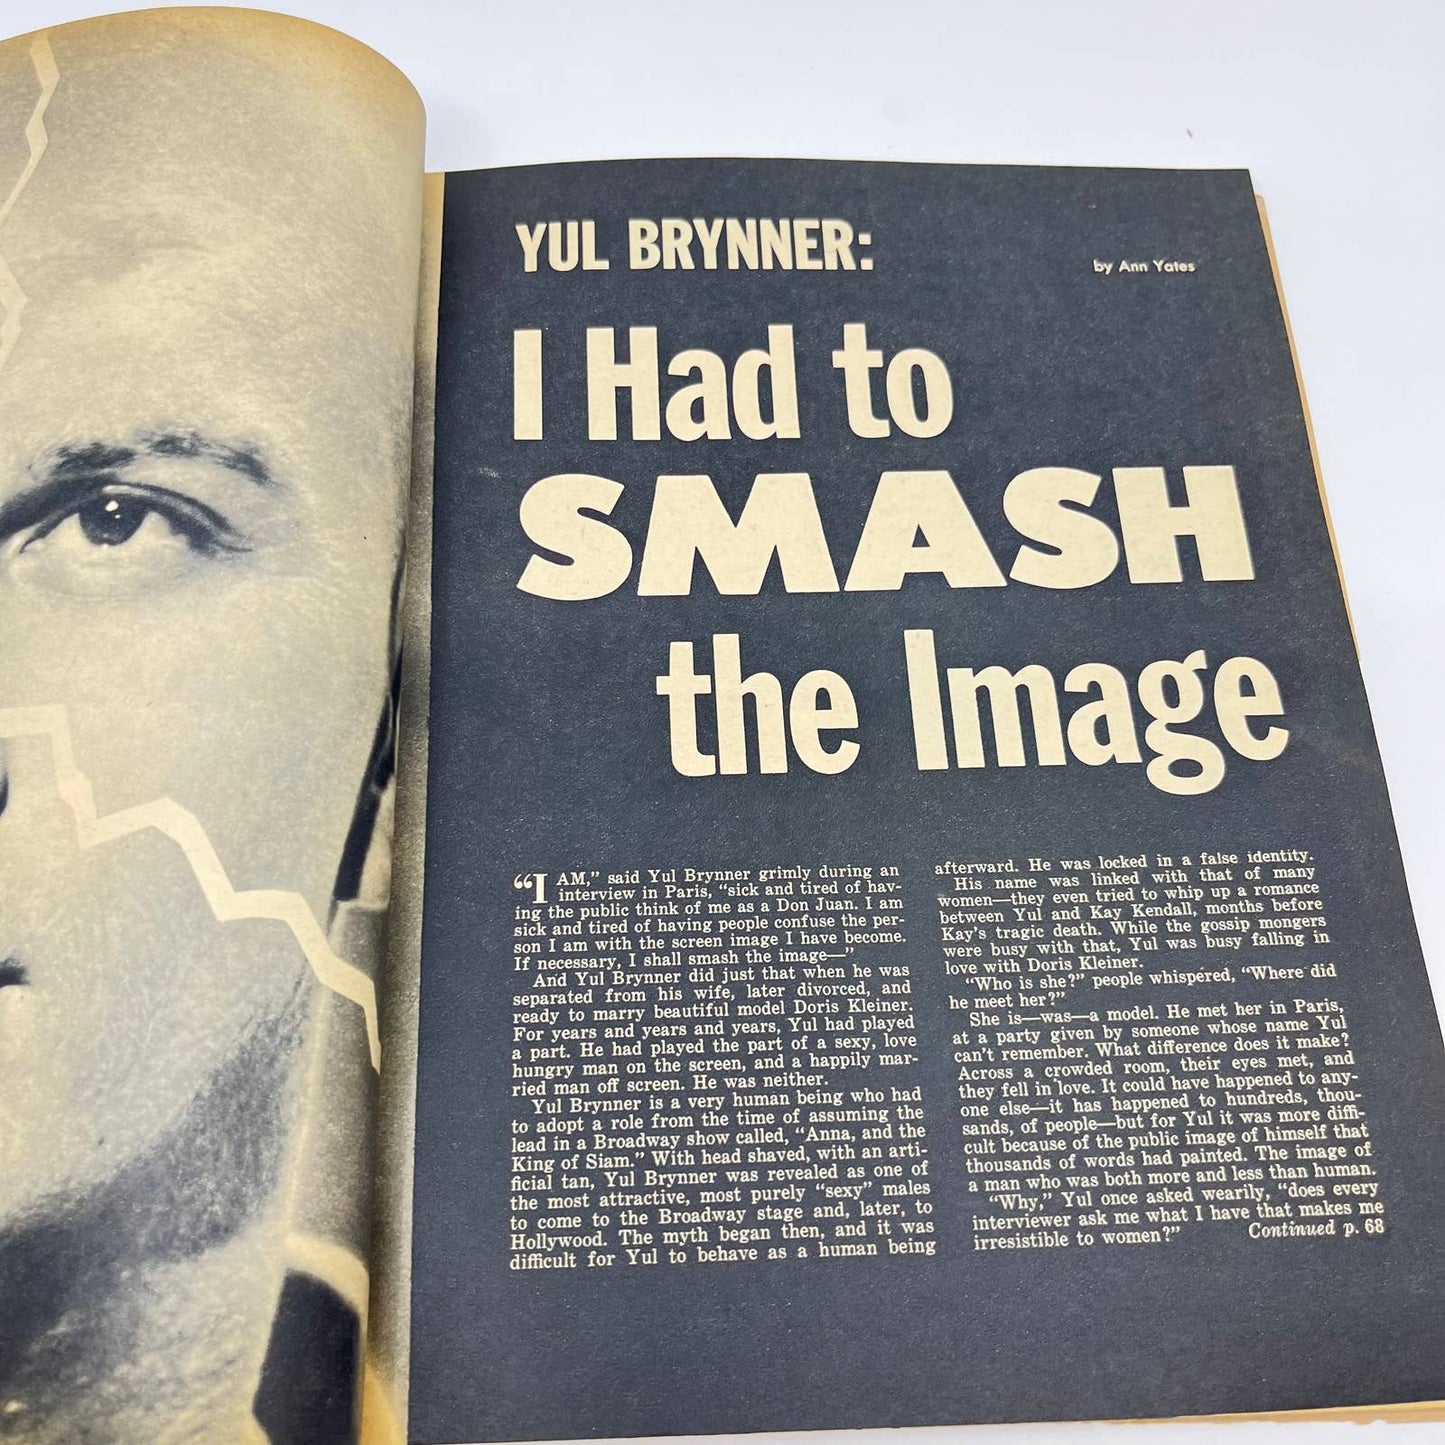 YUL BRYNNER:
by Ann Yates
I Had to
SMASH
the Image
“I AM,” said Yul Brynner grimly during an
interview in Paris, “sick and tired of hav-
ing the public think of me as a Don Juan. I am
sick and tired of having people confuse the per-
son I am with the screen image I have become.
If necessary, I shall smash the image—”
And Yul Brynner did just that when he was
separated from his wife, later divorced, and
ready to marry beautiful model Doris Kleiner.
For years and years and years, Yul had played
a part. He had played the part of a sexy, love
hungry man on the screen, and a happily mar-
ried man off screen. He was neither.
Yul Brynner is a very human being who had
to adopt a role from the time of assuming the
lead in a Broadway show called, “Anna, and the
King of Siam.” With head shaved, with an arti-
ficial tan, Yul Brynner was revealed as one of
the most attractive, most purely “sexy” males
to come to the Broadway stage and, later, to
Hollywood. The myth began then, and it was
difficult for Yul to behave as a human being
afterward. He was locked in a false identity.
His name was linked with that of many
women—they even tried to whip up a romance
between Yul and Kay Kendall, months before
Kay's tragic death. While the gossip mongers
were busy with that, Yul was busy falling in
love with Doris Kleiner.
“Who is she?” people whispered, “Where did
he meet her?”
She is—was—a model. He met her in Paris,
at a party given by someone whose name Yul
can't remember. What difference does it make?
Across a crowded room, their eyes met, and
they fell in love. It could have happened to any-
one else—it has happened to hundreds, thou-
sands, of people—but for Yul it was more diffi-
cult because of the public image of himself that
thousands of words had painted. The image of
a man who was both more and less than human.
“Why,” Yul once asked wearily, “does every
interviewer ask me what I have that makes me
irresistible to women?” Continued p. 68